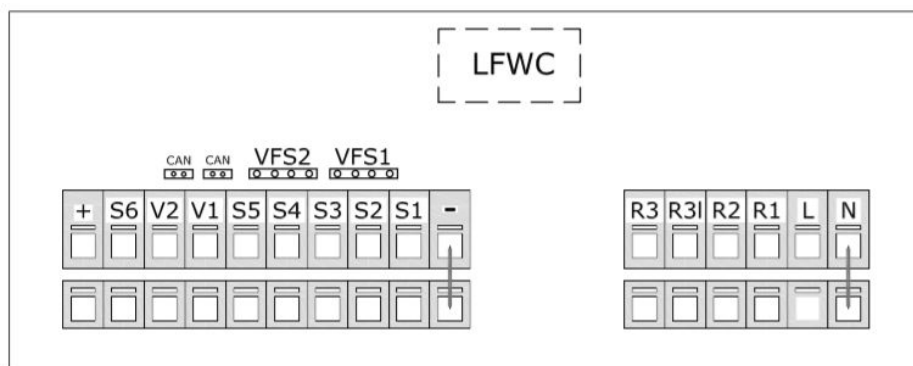 LFWC
CAN CAN VFS2 VFS1
+ S6 V2 V1 S5 S4 S3 S2 S1 - R3 R3I R2 R1 L N